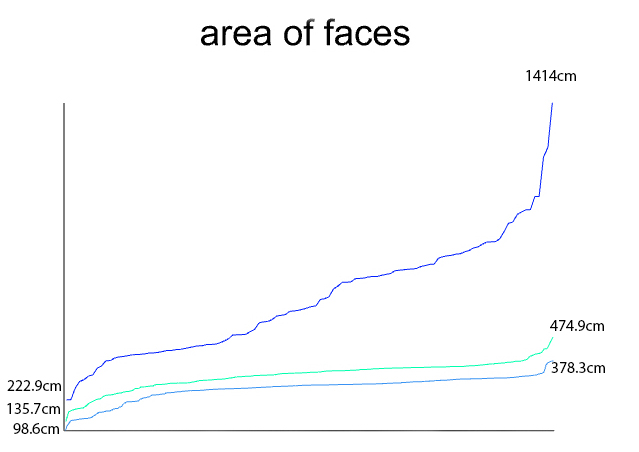 area of faces
1414cm
474.9cm
378.3cm
222.9cm
135.7cm
98.6cm